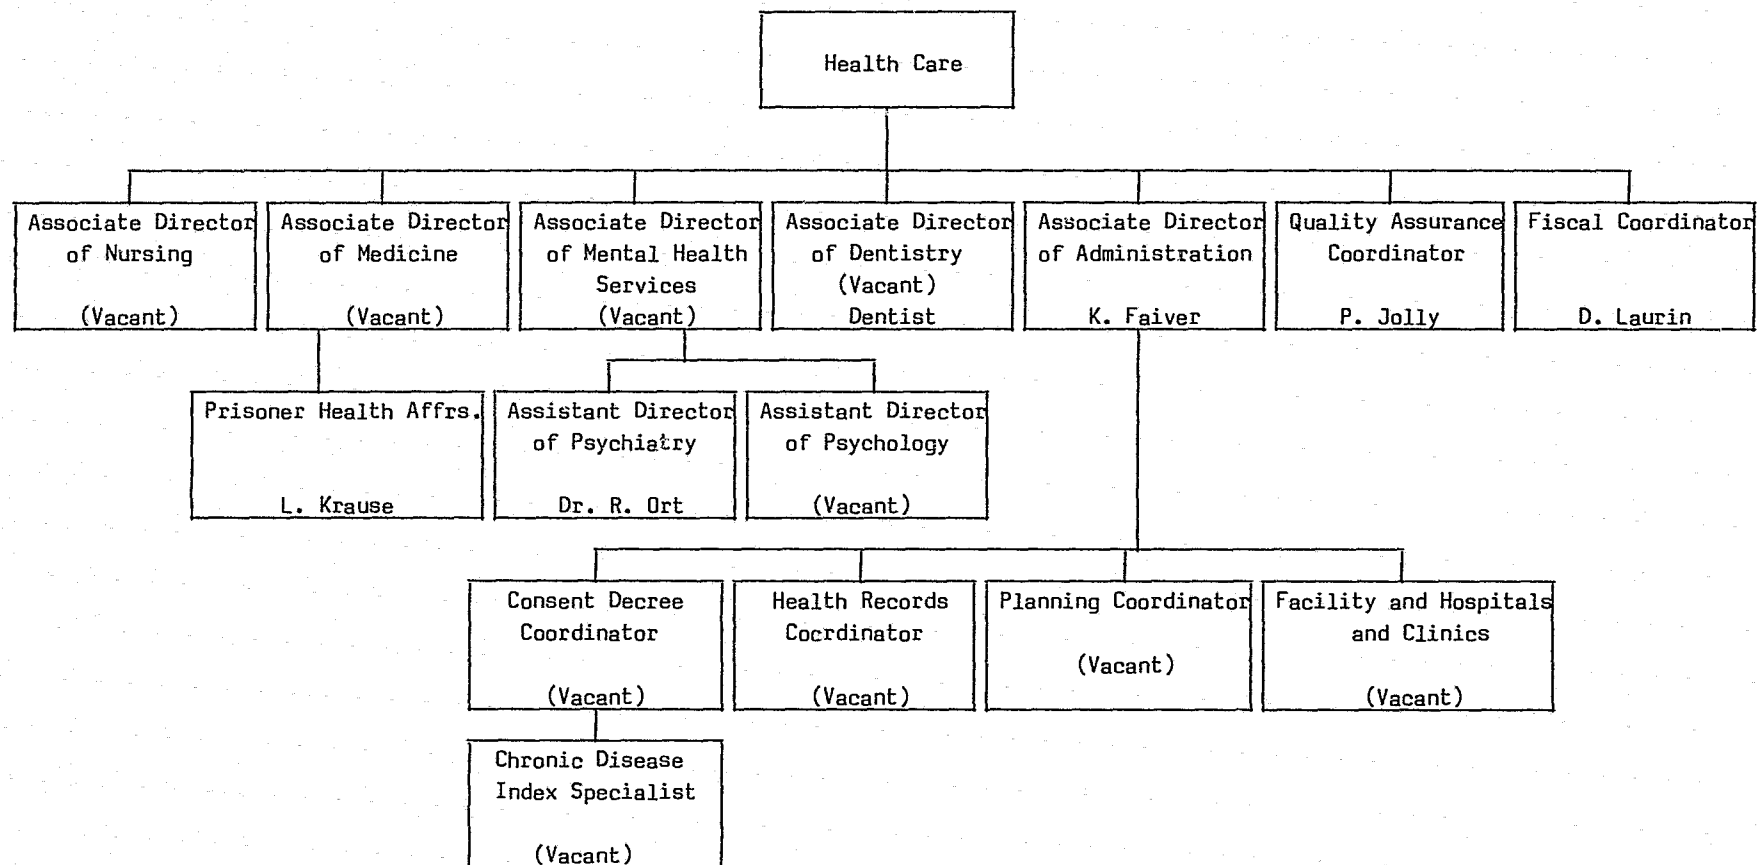 Health Care
Associate Director
of Nursing
(Vacant)
Associate Director
of Medicine
(Vacant)
Associate Director
of Mental Health
Services
(Vacant)
Associate Director
of Dentistry
(Vacant)
Dentist
Associate Director
of Administration
K. Faiver
Quality Assurance
Coordinator
P. Jolly
Fiscal Coordinator
D. Laurin
Prisoner Health Affrs.
L. Krause
Assistant Director
of Psychiatry
Dr. R. Ort
Assistant Director
of Psychology
(Vacant)
Consent Decree
Coordinator
(Vacant)
Health Records
Cocrdinator
(Vacant)
Planning Coordinator
(Vacant)
Facility and Hospitals
and Clinics
(Vacant)
Chronic Disease
Index Specialist
(Vacant)